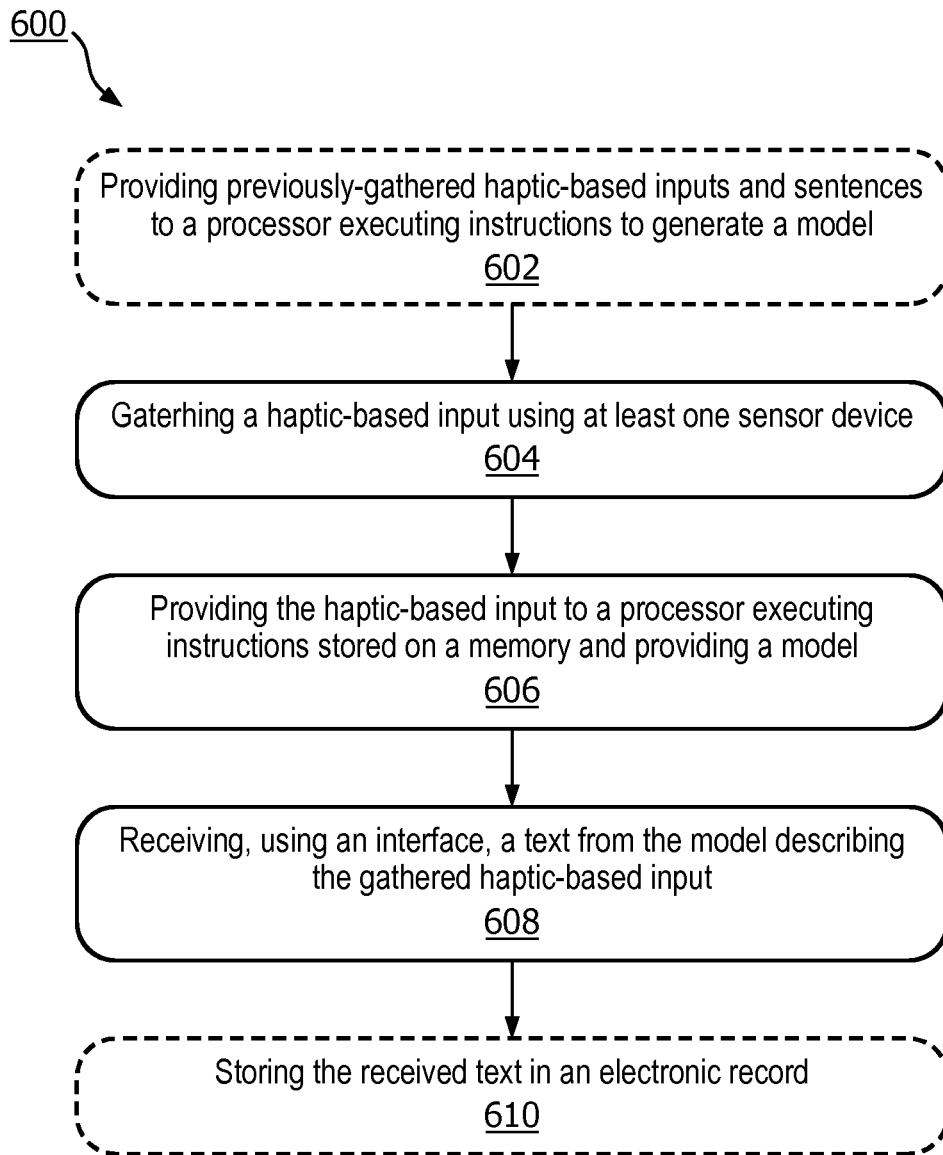 600
Providing previously-gathered haptic-based inputs and sentences
to a processor executing instructions to generate a model
602
Gaterhing a haptic-based input using at least one sensor device
604
Providing the haptic-based input to a processor executing
instructions stored on a memory and providing a model
606
Receiving, using an interface, a text from the model describing
the gathered haptic-based input
608
Storing the received text in an electronic record
610